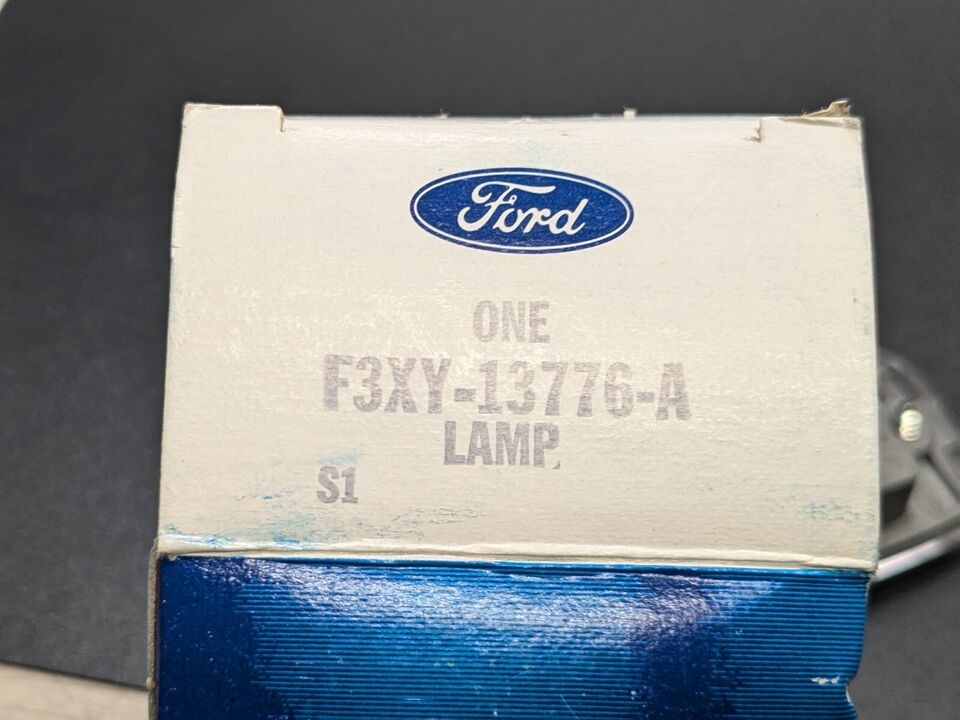 Ford
ONE
F3XY-13776-A
LAMP
S1